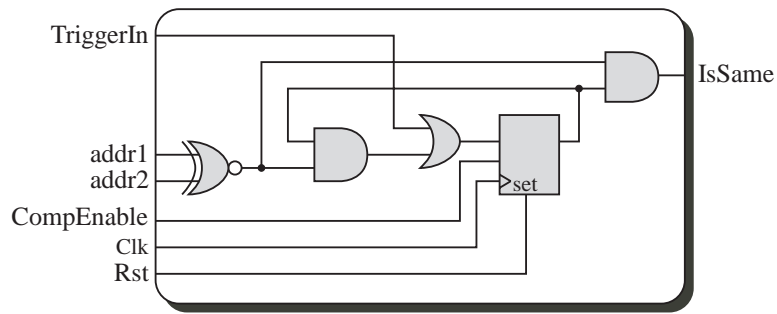 TriggerIn
IsSame
addr1
addr2
set
CompEnable
Clk
Rst